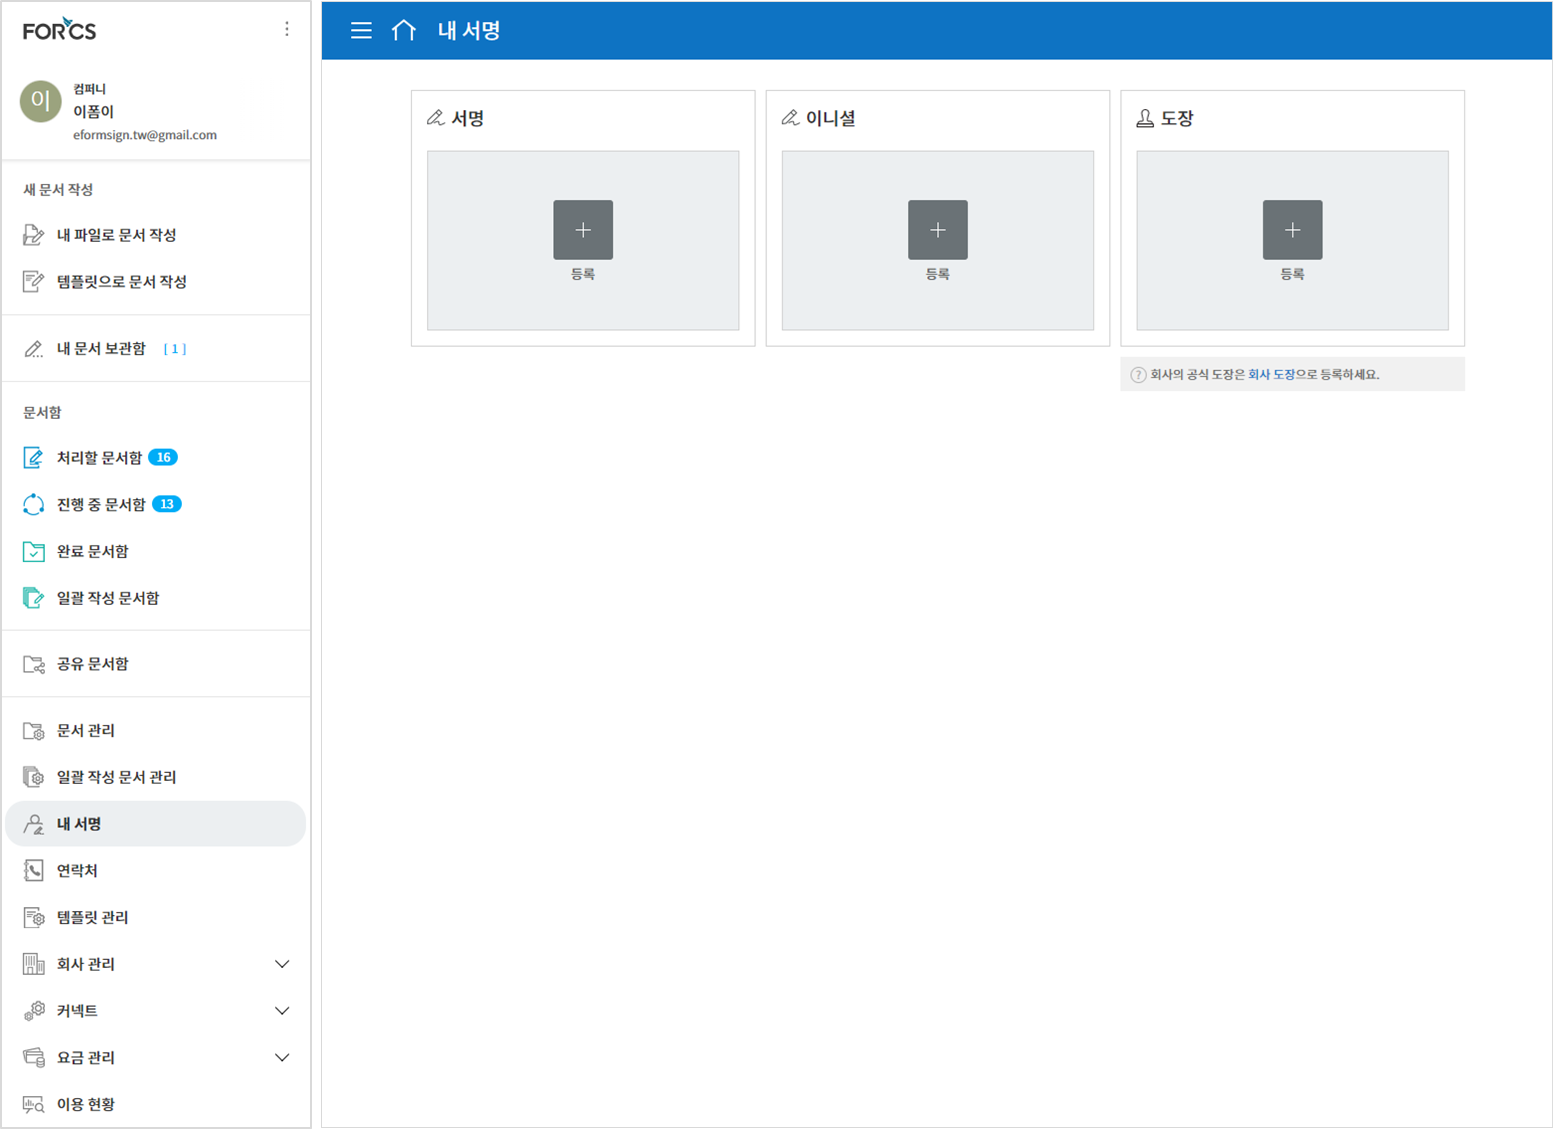 FORCS
이
컴퍼니
이폼이
eformsign.tw@gmail.com
새 문서 작성
내 파일로 문서 작성
템플릿으로 문서 작성
내 문서 보관함 [ 1 ]
문서함
처리할 문서함 16
진행 중 문서함 13
완료 문서함
일괄 작성 문서함
공유 문서함
문서 관리
일괄 작성 문서 관리
내 서명
연락처
템플릿 관리
회사 관리
커넥트
요금 관리
이용 현황
내 서명
서명
등록
이니셜
등록
도장
등록
? 회사의 공식 도장은 회사 도장으로 등록하세요.